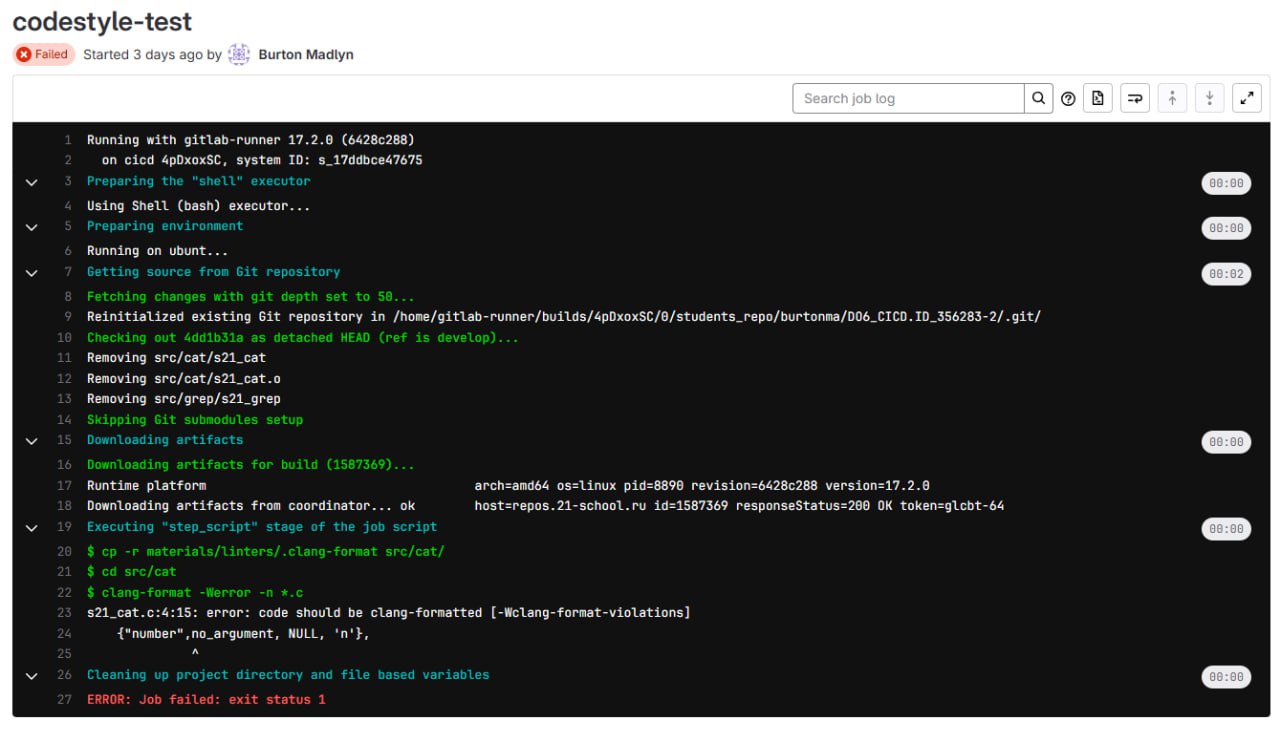 codestyle-test
Failed Started 3 days ago by Burton Madlyn
Search job log
1 Running with gitlab-runner 17.2.0 (6428c288)
2 on cicd 4pDxoxSC, system ID: s_17ddbce47675
3 Preparing the "shell" executor 00:00
4 Using Shell (bash) executor...
5 Preparing environment 00:00
6 Running on ubunt...
7 Getting source from Git repository 00:02
8 Fetching changes with git depth set to 50...
9 Reinitialized existing Git repository in /home/gitlab-runner/builds/4pDxoxSC/0/students_repo/burtonma/DO6_CICD.ID_356283-2/.git/
10 Checking out 4dd1b31a as detached HEAD (ref is develop)...
11 Removing src/cat/s21_cat
12 Removing src/cat/s21_cat.o
13 Removing src/grep/s21_grep
14 Skipping Git submodules setup
15 Downloading artifacts 00:00
16 Downloading artifacts for build (1587369)...
17 Runtime platform arch=amd64 os=linux pid=8890 revision=6428c288 version=17.2.0
18 Downloading artifacts from coordinator... ok host=repos.21-school.ru id=1587369 responseStatus=200 OK token=glcbt-64
19 Executing "step_script" stage of the job script 00:00
20 $ cp -r materials/linters/.clang-format src/cat/
21 $ cd src/cat
22 $ clang-format -Werror -n *.c
23 s21_cat.c:4:15: error: code should be clang-formatted [-Wclang-format-violations]
24 {"number",no_argument, NULL, 'n'},
25 ^
26 Cleaning up project directory and file based variables 00:00
27 ERROR: Job failed: exit status 1